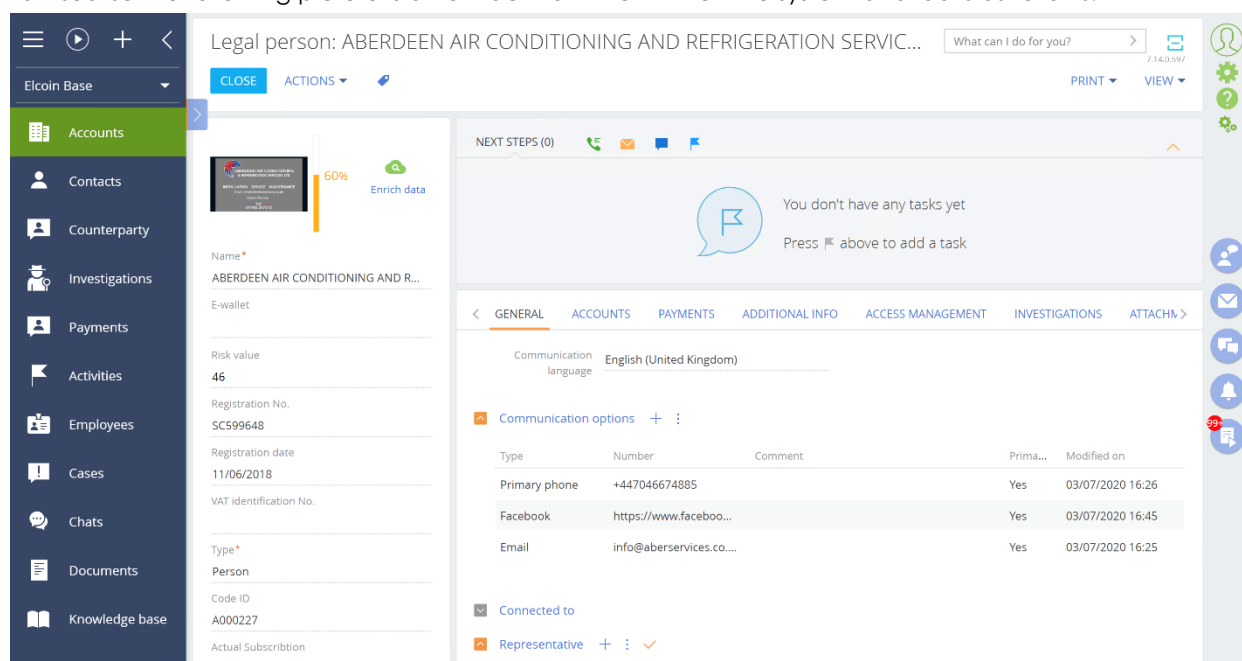 Legal person: ABERDEEN AIR CONDITIONING AND REFRIGERATION SERVIC...
What can I do for you?
7.14.0.597
Elcoin Base
CLOSE
ACTIONS
PRINT
VIEW
Accounts
Contacts
Counterparty
Investigations
Payments
Activities
Employees
Cases
Chats
Documents
Knowledge base
60%
Enrich data
Name*
ABERDEEN AIR CONDITIONING AND R...
E-wallet
Risk value
46
Registration No.
SC599648
Registration date
11/06/2018
VAT identification No.
Type*
Person
Code ID
A000227
Actual Subscribtion
NEXT STEPS (0)
You don't have any tasks yet
Press above to add a task
GENERAL ACCOUNTS PAYMENTS ADDITIONAL INFO ACCESS MANAGEMENT INVESTIGATIONS ATTACHM
Communication
language
English (United Kingdom)
Communication options
Type Number Comment Prima... Modified on
Primary phone +447046674885 Yes 03/07/2020 16:26
Facebook https://www.faceboo... Yes 03/07/2020 16:45
Email info@aberservices.co.... Yes 03/07/2020 16:25
Connected to
Representative
99+